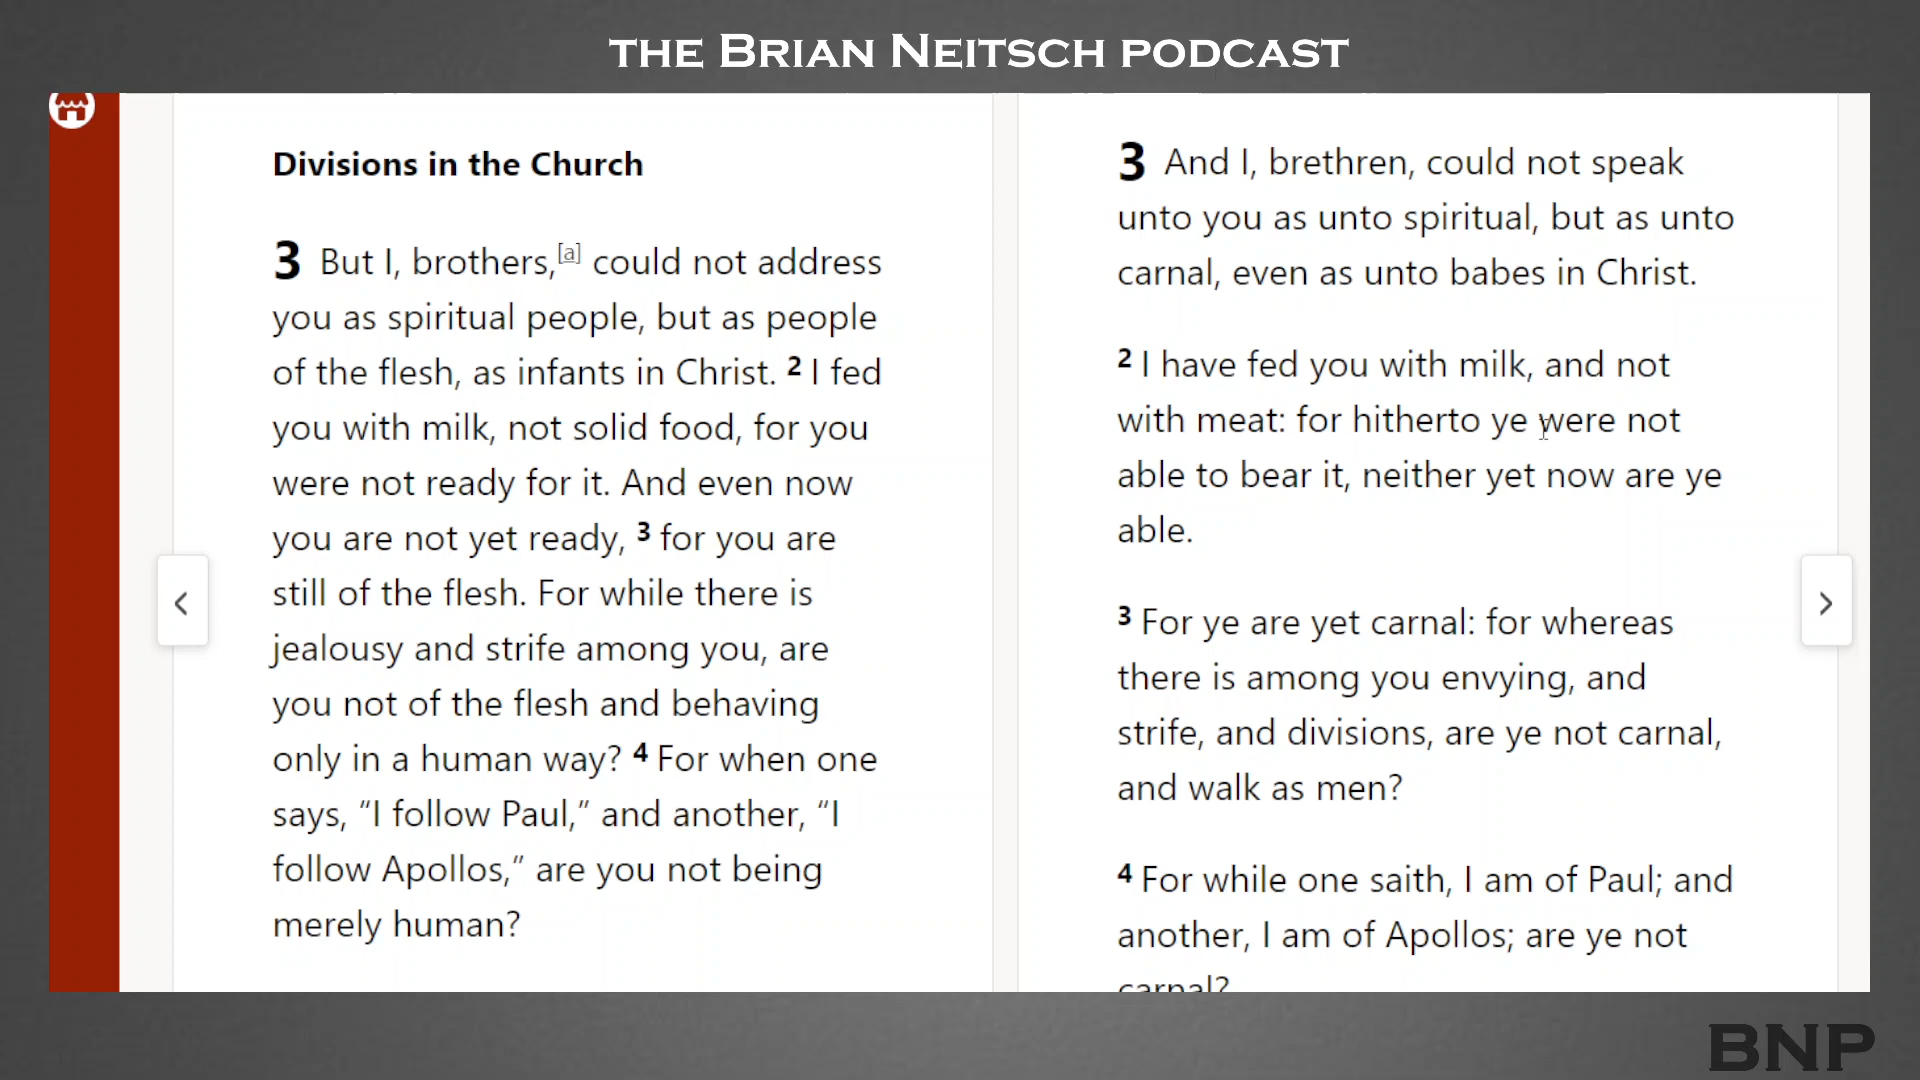 THE BRIAN NEITSCH PODCAST
Divisions in the Church
3 But I, brothers,[a] could not address
you as spiritual people, but as people
of the flesh, as infants in Christ. 2 I fed
you with milk, not solid food, for you
were not ready for it. And even now
you are not yet ready, 3 for you are
still of the flesh. For while there is
jealousy and strife among you, are
you not of the flesh and behaving
only in a human way? 4 For when one
says, “I follow Paul,” and another, “I
follow Apollos,” are you not being
merely human?
3 And I, brethren, could not speak
unto you as unto spiritual, but as unto
carnal, even as unto babes in Christ.
2 I have fed you with milk, and not
with meat: for hitherto ye were not
able to bear it, neither yet now are ye
able.
3 For ye are yet carnal: for whereas
there is among you envying, and
strife, and divisions, are ye not carnal,
and walk as men?
4 For while one saith, I am of Paul; and
another, I am of Apollos; are ye not
carnal?
BNP